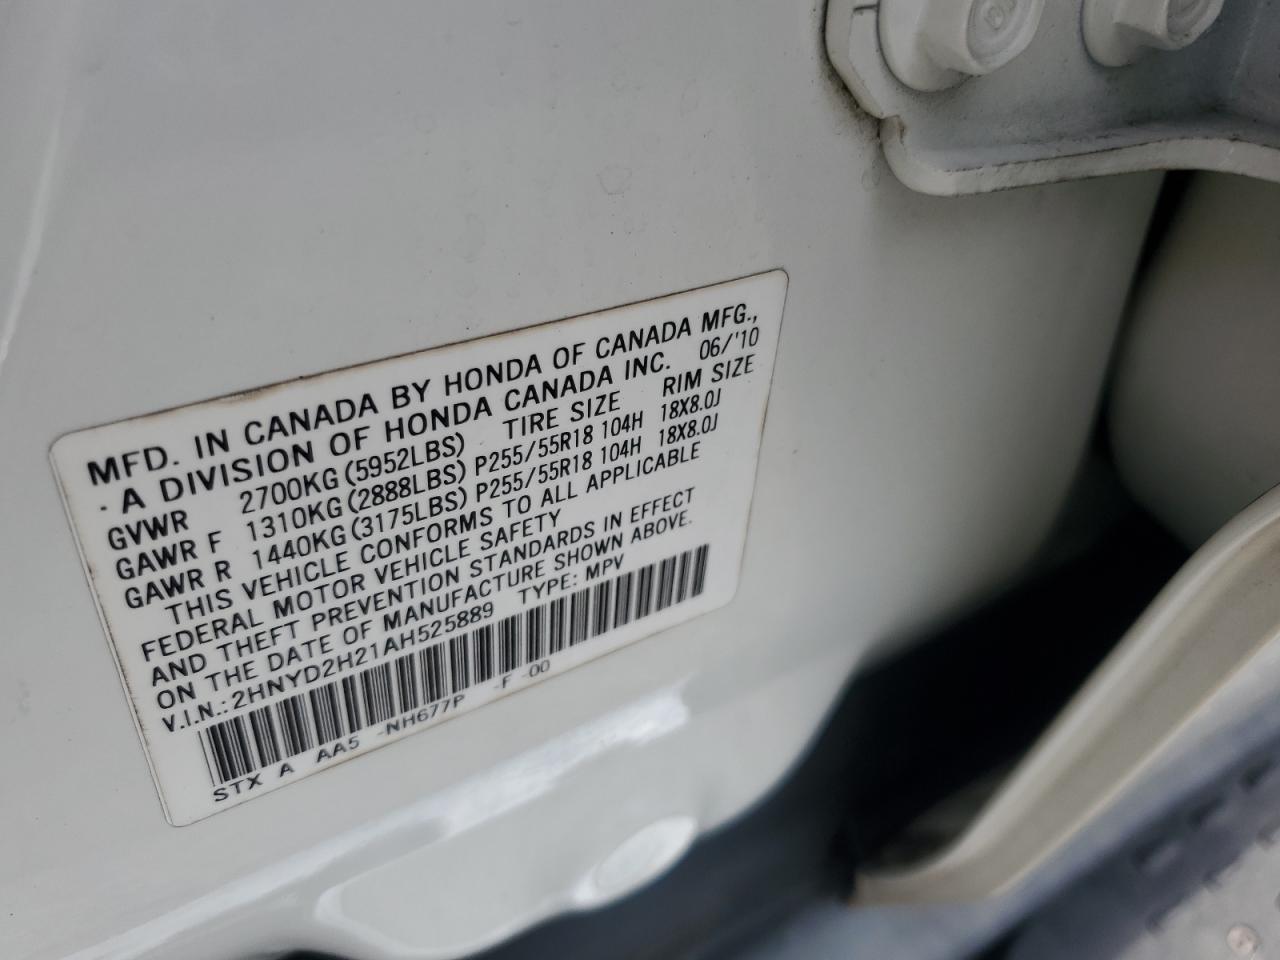 MFD. IN CANADA BY HONDA OF CANADA MFG.,
. A DIVISION OF HONDA CANADA INC. 06/'10
GVWR 2700KG(5952LBS) TIRE SIZE RIM SIZE
GAWR F 1310KG(2888LBS) P255/55R18 104H 18X8.0J
GAWR R 1440KG(3175LBS) P255/55R18 104H 18X8.0J
THIS VEHICLE CONFORMS TO ALL APPLICABLE
FEDERAL MOTOR VEHICLE SAFETY
AND THEFT PREVENTION STANDARDS IN EFFECT
ON THE DATE OF MANUFACTURE SHOWN ABOVE.
V.I.N.: 2HNYD2H21AH525889 TYPE: MPV
STX A AA5 -NH677P -F -00